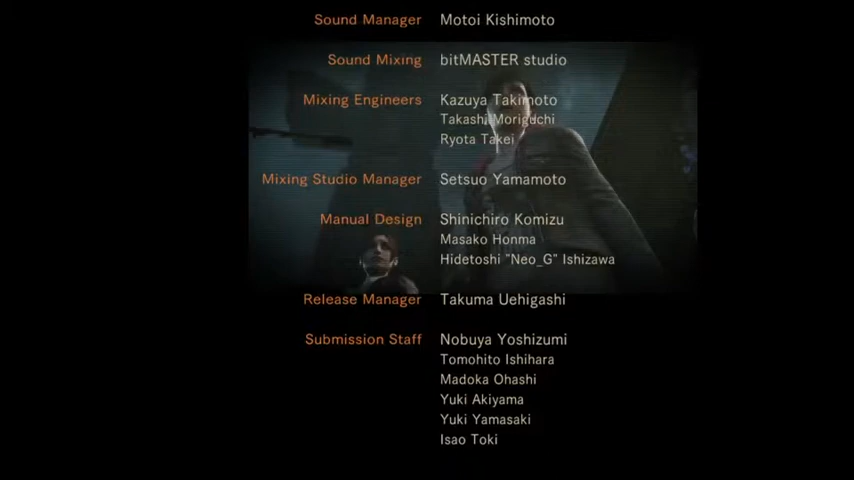 Sound Manager Motoi Kishimoto
Sound Mixing bitMASTER studio
Mixing Engineers Kazuya Takimoto
Takashi Moriguchi
Ryota Takei
Mixing Studio Manager Setsuo Yamamoto
Manual Design Shinichiro Komizu
Masako Honma
Hidetoshi "Neo_G" Ishizawa
Release Manager Takuma Uehigashi
Submission Staff Nobuya Yoshizumi
Tomohito Ishihara
Madoka Ohashi
Yuki Akiyama
Yuki Yamasaki
Isao Toki